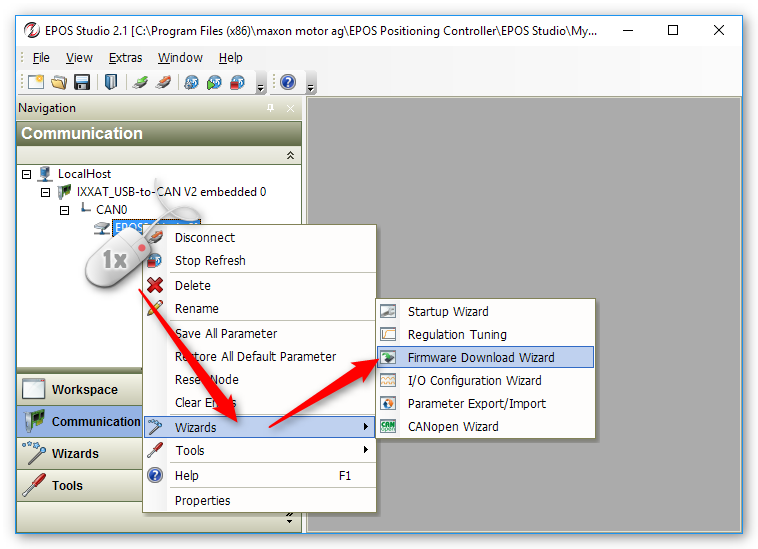 EPOS Studio 2.1 [C:\Program Files (x86)\maxon motor ag\EPOS Positioning Controller\EPOS Studio\My...
File View Extras Window Help
Navigation
Communication
LocalHost
IXXAT_USB-to-CAN V2 embedded 0
CAN0
1x
Disconnect
Stop Refresh
Delete
Rename
Save All Parameter
Restore All Default Parameter
Reset Node
Clear Errors
Wizards
Tools
Help F1
Properties
Startup Wizard
Regulation Tuning
Firmware Download Wizard
I/O Configuration Wizard
Parameter Export/Import
CAN open CANopen Wizard
Workspace
Communication
Wizards
Tools